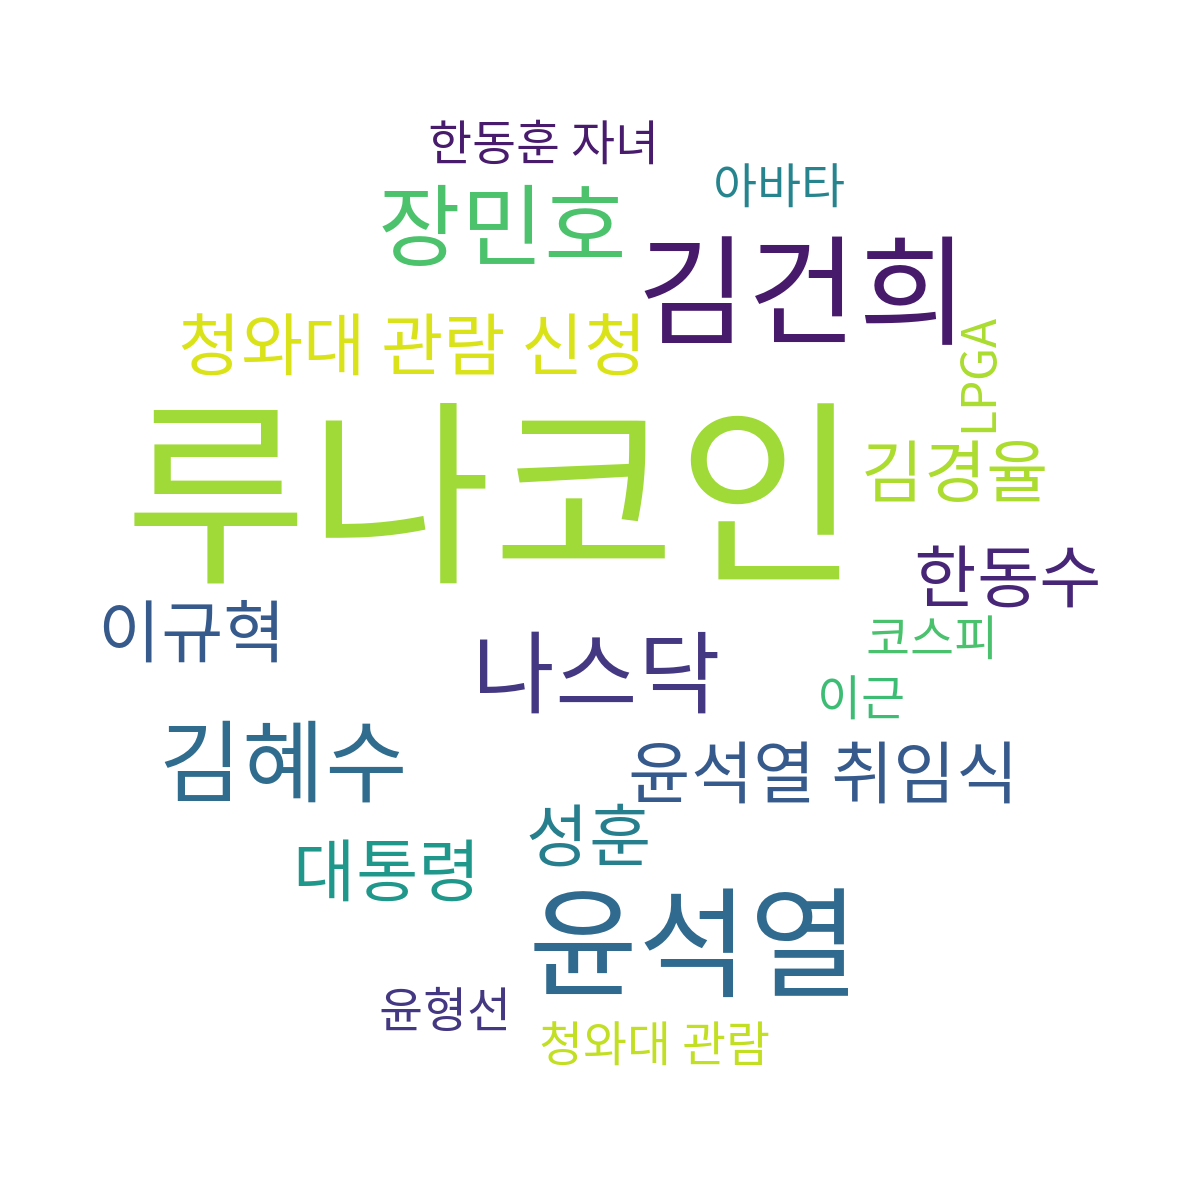 한동훈 자녀
아바타
장민호
김건희
청와대 관람 신청
LPGA
루나코인
김경율
한동수
이규혁
코스피
나스닥
이근
김혜수
윤석열 취임식
성훈
대통령
윤석열
윤형선
청와대 관람